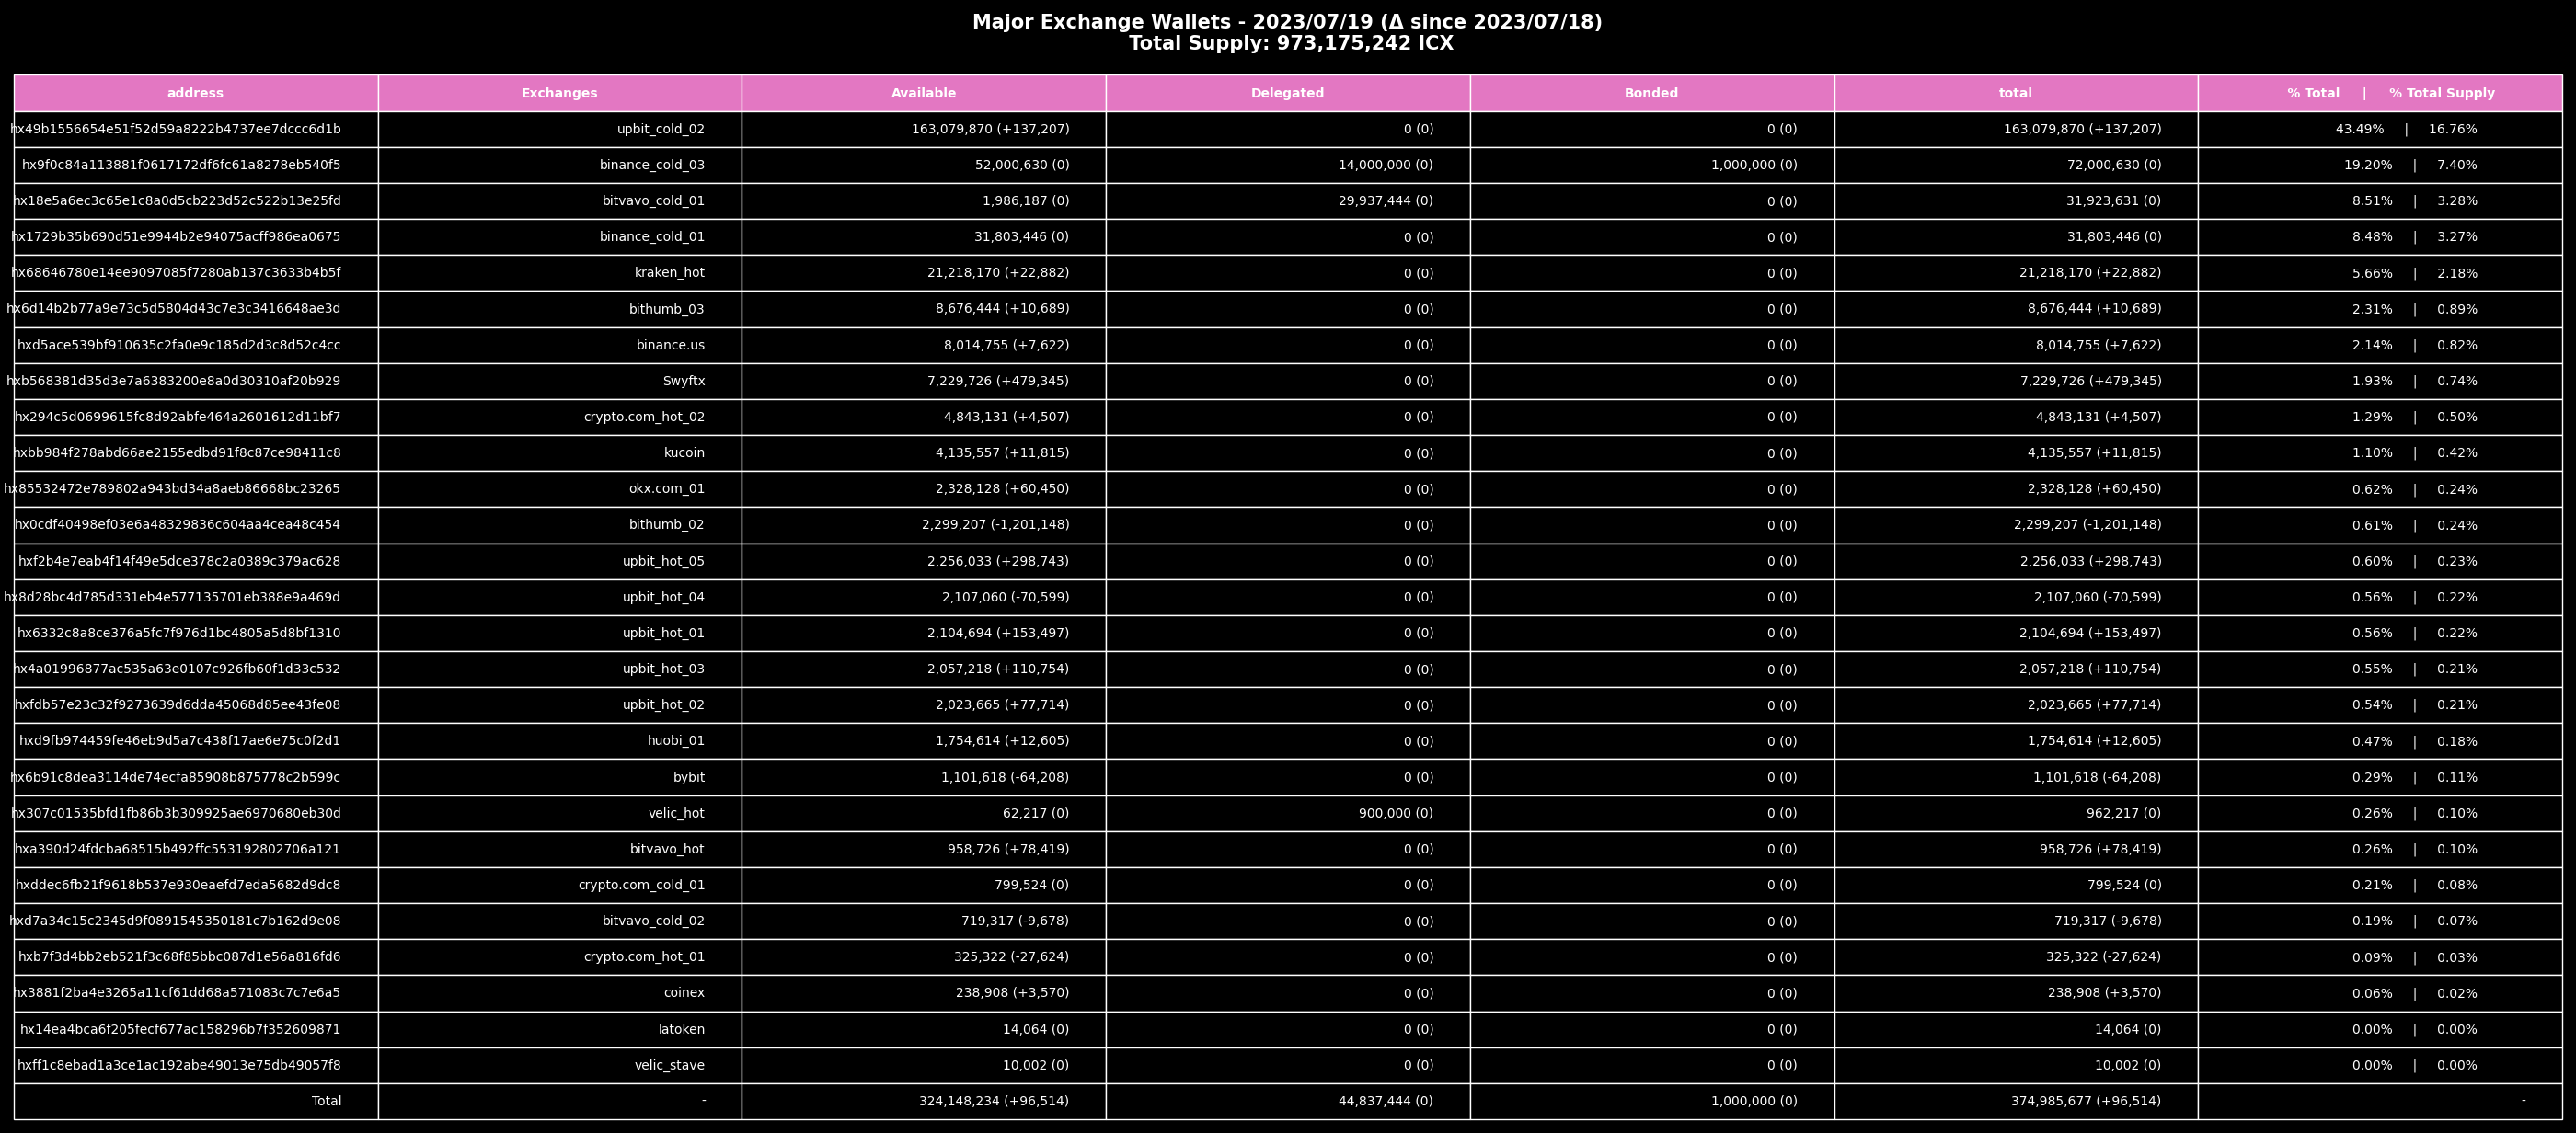 Major Exchange Wallets - 2023/07/19 (Δ since 2023/07/18)
Total Supply: 973,175,242 ICX
address Exchanges Available Delegated Bonded total % Total | % Total Supply
hx49b1556654e51f52d59a8222b4737ee7dccc6d1b upbit_cold_02 163,079,870 (+137,207) 0 (0) 0 (0) 163,079,870 (+137,207) 43.49% | 16.76%
hx9f0c84a113881f0617172df6fc61a8278eb540f5 binance_cold_03 52,000,630 (0) 14,000,000 (0) 1,000,000 (0) 72,000,630 (0) 19.20% | 7.40%
hx18e5a6ec3c65e1c8a0d5cb223d52c522b13e25fd bitvavo_cold_01 1,986,187 (0) 29,937,444 (0) 0 (0) 31,923,631 (0) 8.51% | 3.28%
hx1729b35b690d51e9944b2e94075acff986ea0675 binance_cold_01 31,803,446 (0) 0 (0) 0 (0) 31,803,446 (0) 8.48% | 3.27%
hx68646780e14ee9097085f7280ab137c3633b4b5f kraken_hot 21,218,170 (+22,882) 0 (0) 0 (0) 21,218,170 (+22,882) 5.66% | 2.18%
hx6d14b2b77a9e73c5d5804d43c7e3c3416648ae3d bithumb_03 8,676,444 (+10,689) 0 (0) 0 (0) 8,676,444 (+10,689) 2.31% | 0.89%
hxd5ace539bf910635c2fa0e9c185d2d3c8d52c4cc binance.us 8,014,755 (+7,622) 0 (0) 0 (0) 8,014,755 (+7,622) 2.14% | 0.82%
hxb568381d35d3e7a6383200e8a0d30310af20b929 Swyftx 7,229,726 (+479,345) 0 (0) 0 (0) 7,229,726 (+479,345) 1.93% | 0.74%
hx294c5d0699615fc8d92abfe464a2601612d11bf7 crypto.com_hot_02 4,843,131 (+4,507) 0 (0) 0 (0) 4,843,131 (+4,507) 1.29% | 0.50%
hxbb984f278abd66ae2155edbd91f8c87ce98411c8 kucoin 4,135,557 (+11,815) 0 (0) 0 (0) 4,135,557 (+11,815) 1.10% | 0.42%
hx85532472e789802a943bd34a8aeb86668bc23265 okx.com_01 2,328,128 (+60,450) 0 (0) 0 (0) 2,328,128 (+60,450) 0.62% | 0.24%
hx0cdf40498ef03e6a48329836c604aa4cea48c454 bithumb_02 2,299,207 (-1,201,148) 0 (0) 0 (0) 2,299,207 (-1,201,148) 0.61% | 0.24%
hxf2b4e7eab4f14f49e5dce378c2a0389c379ac628 upbit_hot_05 2,256,033 (+298,743) 0 (0) 0 (0) 2,256,033 (+298,743) 0.60% | 0.23%
hx8d28bc4d785d331eb4e577135701eb388e9a469d upbit_hot_04 2,107,060 (-70,599) 0 (0) 0 (0) 2,107,060 (-70,599) 0.56% | 0.22%
hx6332c8a8ce376a5fc7f976d1bc4805a5d8bf1310 upbit_hot_01 2,104,694 (+153,497) 0 (0) 0 (0) 2,104,694 (+153,497) 0.56% | 0.22%
hx4a01996877ac535a63e0107c926fb60f1d33c532 upbit_hot_03 2,057,218 (+110,754) 0 (0) 0 (0) 2,057,218 (+110,754) 0.55% | 0.21%
hxfdb57e23c32f9273639d6dda45068d85ee43fe08 upbit_hot_02 2,023,665 (+77,714) 0 (0) 0 (0) 2,023,665 (+77,714) 0.54% | 0.21%
hxd9fb974459fe46eb9d5a7c438f17ae6e75c0f2d1 huobi_01 1,754,614 (+12,605) 0 (0) 0 (0) 1,754,614 (+12,605) 0.47% | 0.18%
hx6b91c8dea3114de74ecfa85908b875778c2b599c bybit 1,101,618 (-64,208) 0 (0) 0 (0) 1,101,618 (-64,208) 0.29% | 0.11%
hx307c01535bfd1fb86b3b309925ae6970680eb30d velic_hot 62,217 (0) 900,000 (0) 0 (0) 962,217 (0) 0.26% | 0.10%
hxa390d24fdcba68515b492ffc553192802706a121 bitvavo_hot 958,726 (+78,419) 0 (0) 0 (0) 958,726 (+78,419) 0.26% | 0.10%
hxddec6fb21f9618b537e930eaefd7eda5682d9dc8 crypto.com_cold_01 799,524 (0) 0 (0) 0 (0) 799,524 (0) 0.21% | 0.08%
hxd7a34c15c2345d9f0891545350181c7b162d9e08 bitvavo_cold_02 719,317 (-9,678) 0 (0) 0 (0) 719,317 (-9,678) 0.19% | 0.07%
hxb7f3d4bb2eb521f3c68f85bbc087d1e56a816fd6 crypto.com_hot_01 325,322 (-27,624) 0 (0) 0 (0) 325,322 (-27,624) 0.09% | 0.03%
hx3881f2ba4e3265a11cf61dd68a571083c7c7e6a5 coinex 238,908 (+3,570) 0 (0) 0 (0) 238,908 (+3,570) 0.06% | 0.02%
hx14ea4bca6f205fecf677ac158296b7f352609871 latoken 14,064 (0) 0 (0) 0 (0) 14,064 (0) 0.00% | 0.00%
hxff1c8ebad1a3ce1ac192abe49013e75db49057f8 velic_stave 10,002 (0) 0 (0) 0 (0) 10,002 (0) 0.00% | 0.00%
Total - 324,148,234 (+96,514) 44,837,444 (0) 1,000,000 (0) 374,985,677 (+96,514) -